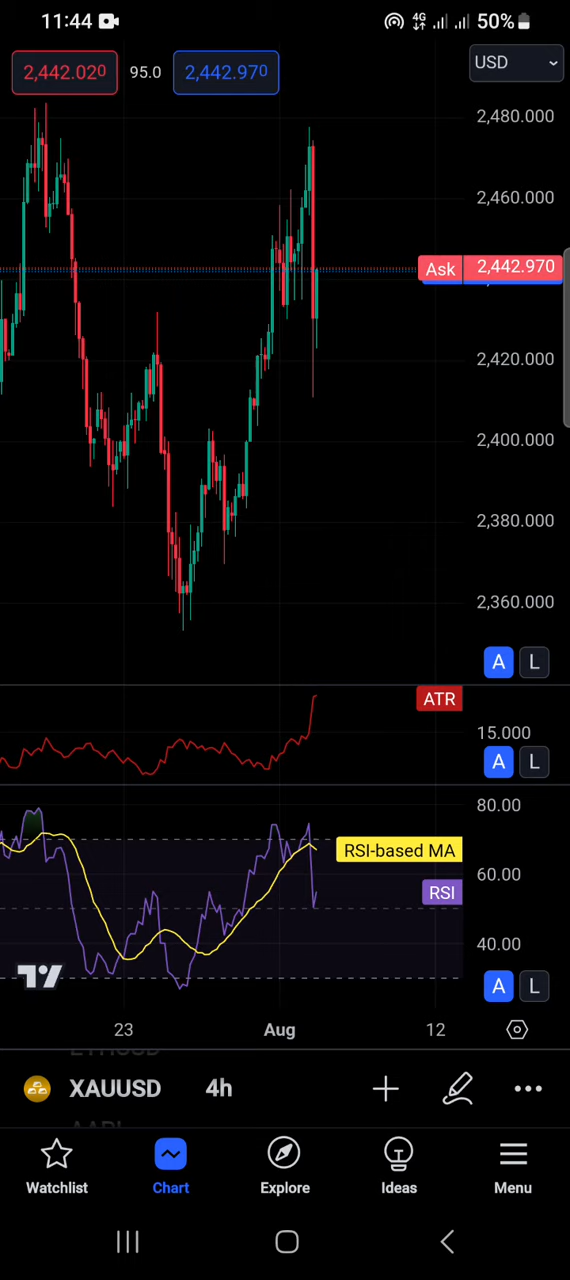 11:44 4G 50%
2,442.020 95.0 2,442.970 USD
2,480.000
2,460.000
Ask 2,442.970
2,420.000
2,400.000
2,380.000
2,360.000
A L
ATR
15.000
A L
80.00
RSI-based MA
60.00
RSI
40.00
A L
23 Aug 12
XAUUSD 4h
Watchlist Chart Explore Ideas Menu